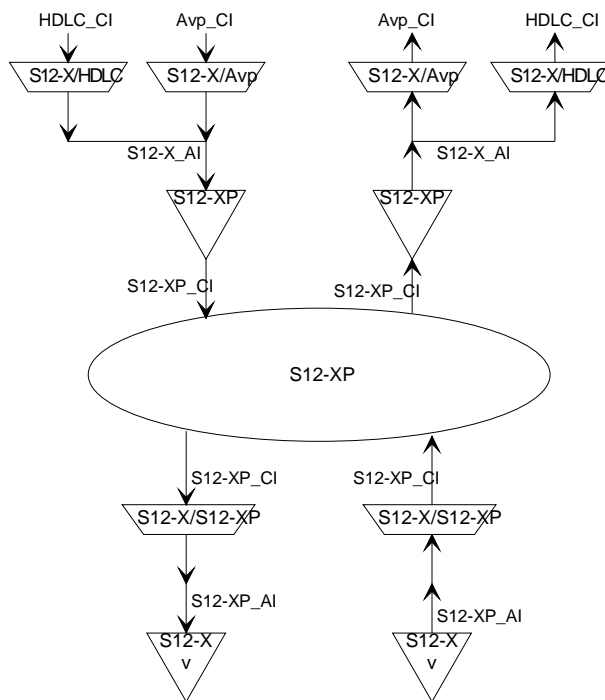 HDLC_CI
Avp_CI
Avp_CI
HDLC_CI
S12-X/HDLC
S12-X/Avp
S12-X/Avp
S12-X/HDLC
S12-X_AI
S12-X_AI
S12-XP
S12-XP
S12-XP_CI
S12-XP_CI
S12-XP
S12-XP_CI
S12-XP_CI
S12-X/S12-XP
S12-X/S12-XP
S12-XP_AI
S12-XP_AI
S12-X
v
S12-X
v